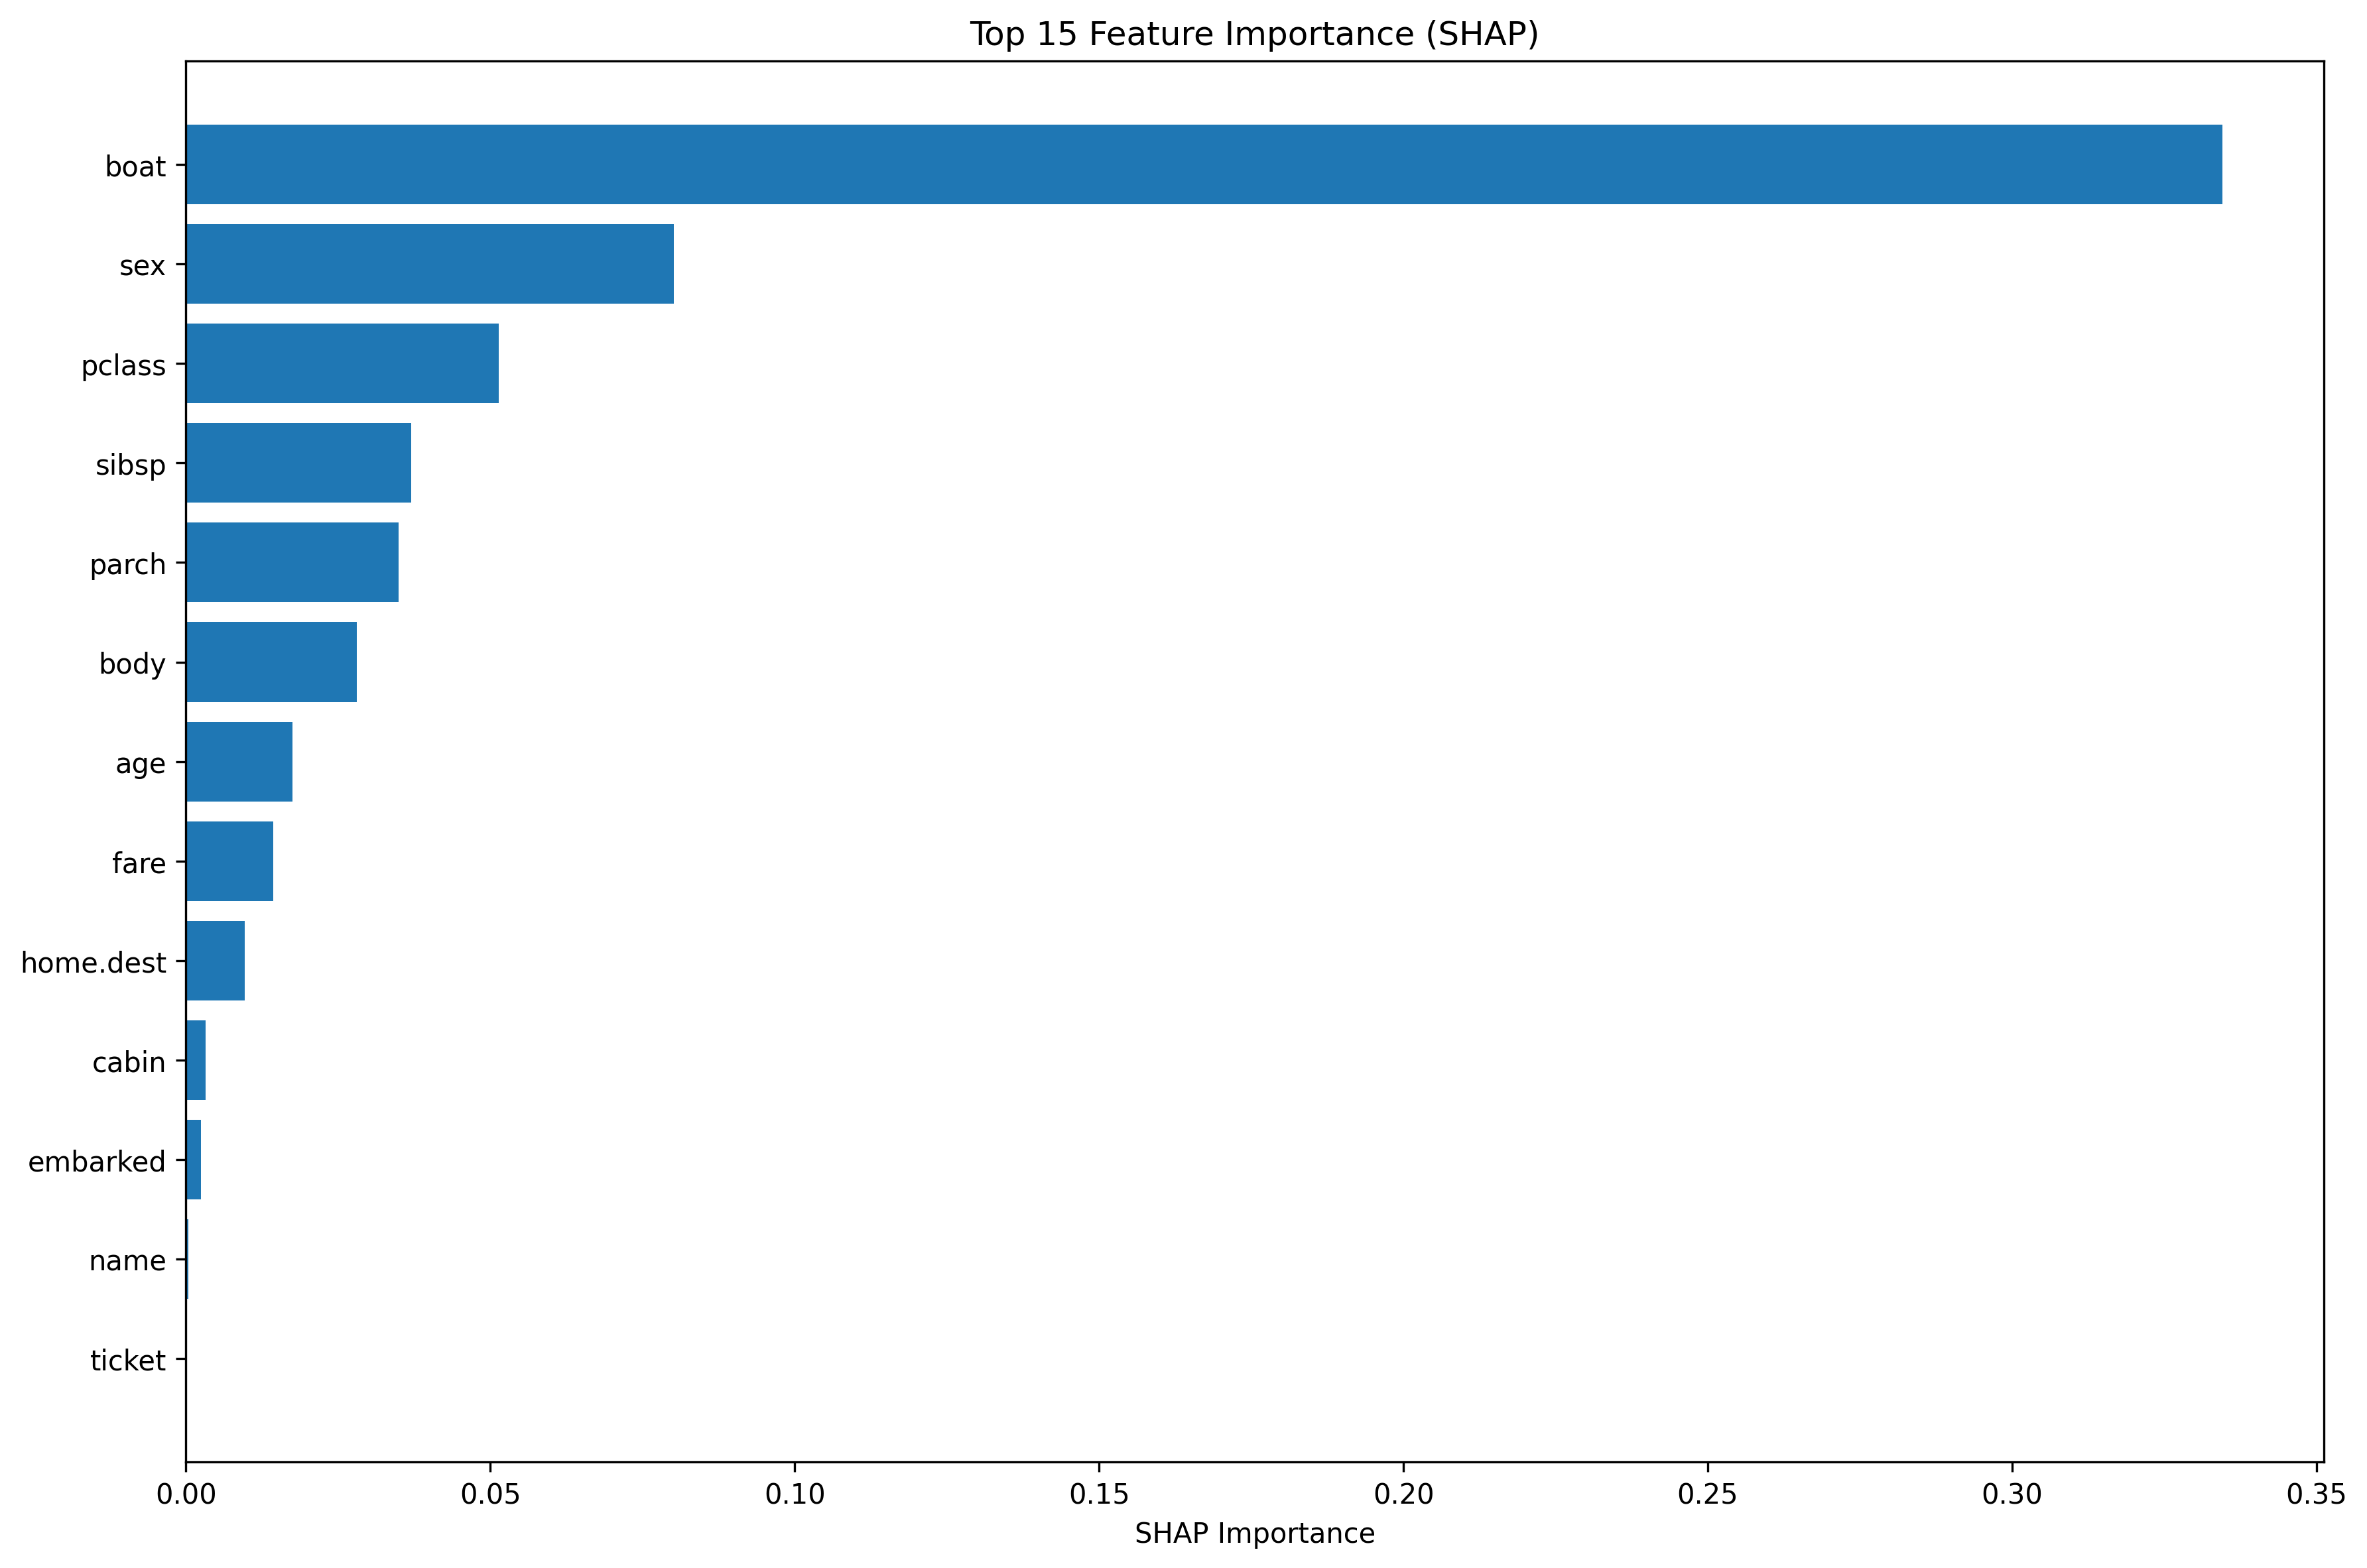 Top 15 Feature Importance (SHAP)
boat
sex
pclass
sibsp
parch
body
age
fare
home.dest
cabin
embarked
name
ticket
0.00 0.05 0.10 0.15 0.20 0.25 0.30 0.35
SHAP Importance